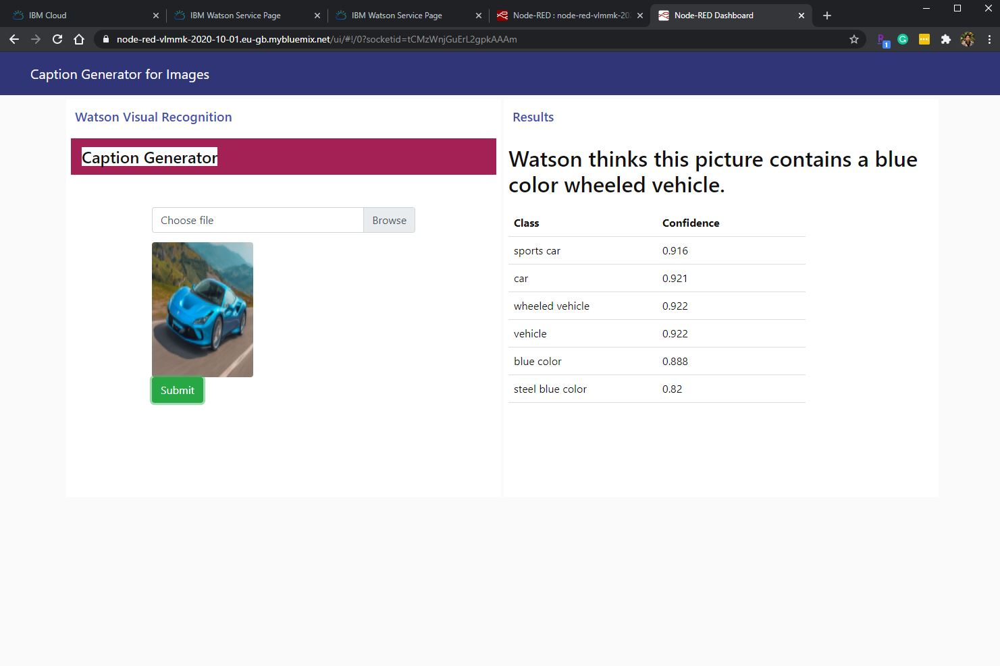 IBM Cloud
IBM Watson Service Page
IBM Watson Service Page
Node-RED : node-red-vlmmk-20
Node-RED Dashboard
node-red-vlmmk-2020-10-01.eu-gb.mybluemix.net/ui/#!/0?socketid=tCMzWnjGuErL2gpkAAAm
1
Caption Generator for Images
Watson Visual Recognition
Caption Generator
Choose file Browse
Submit
Results
Watson thinks this picture contains a blue
color wheeled vehicle.
Class Confidence
sports car 0.916
car 0.921
wheeled vehicle 0.922
vehicle 0.922
blue color 0.888
steel blue color 0.82